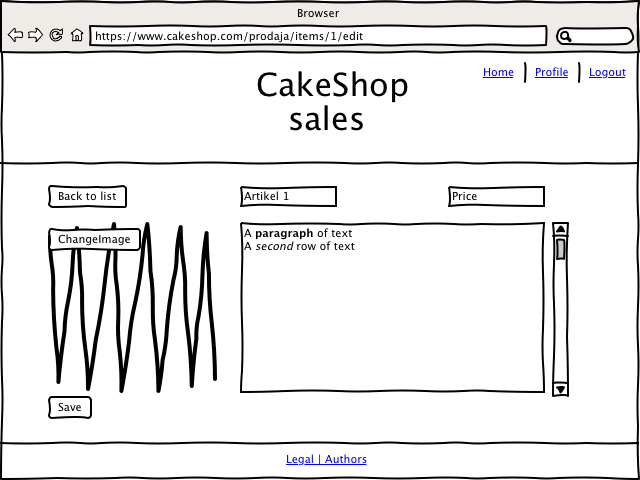 Browser
https://www.cakeshop.com/prodaja/items/1/edit
Home Profile Logout
CakeShop
sales
Back to list
Artikel 1
Price
ChangeImage
A paragraph of text
A second row of text
Save
Legal | Authors